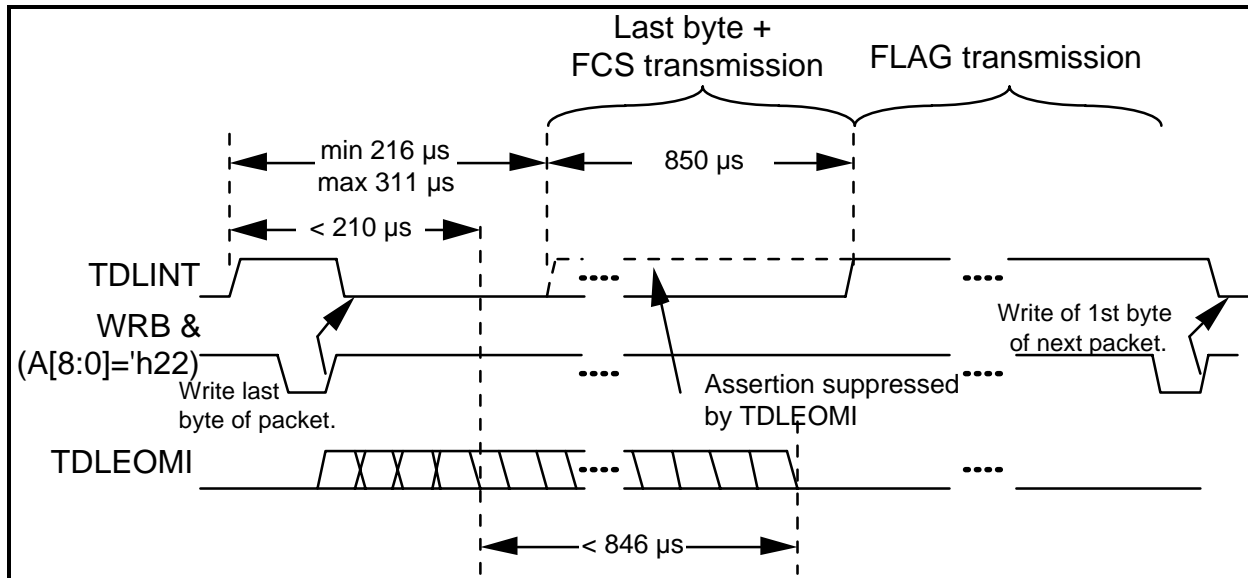 Last byte +
FCS transmission
FLAG transmission
min 216 µs
max 311 µs
850 µs
< 210 µs
TDLINT
WRB &
(A[8:0]='h22)
Write last
byte of packet.
Assertion suppressed
by TDLEOMI
Write of 1st byte
of next packet.
TDLEOMI
< 846 µs